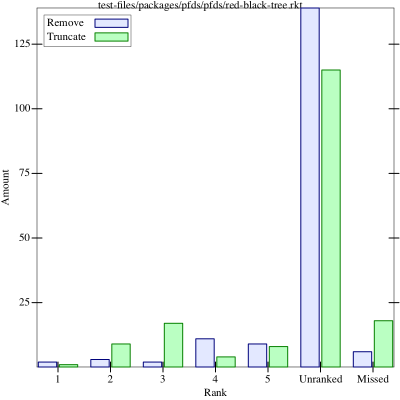 test-files/packages/pfds/pfds/red-black-tree.rkt
Remove
Truncate
125
100
75
50
25
Amount
1 2 3 4 5 Unranked Missed
Rank